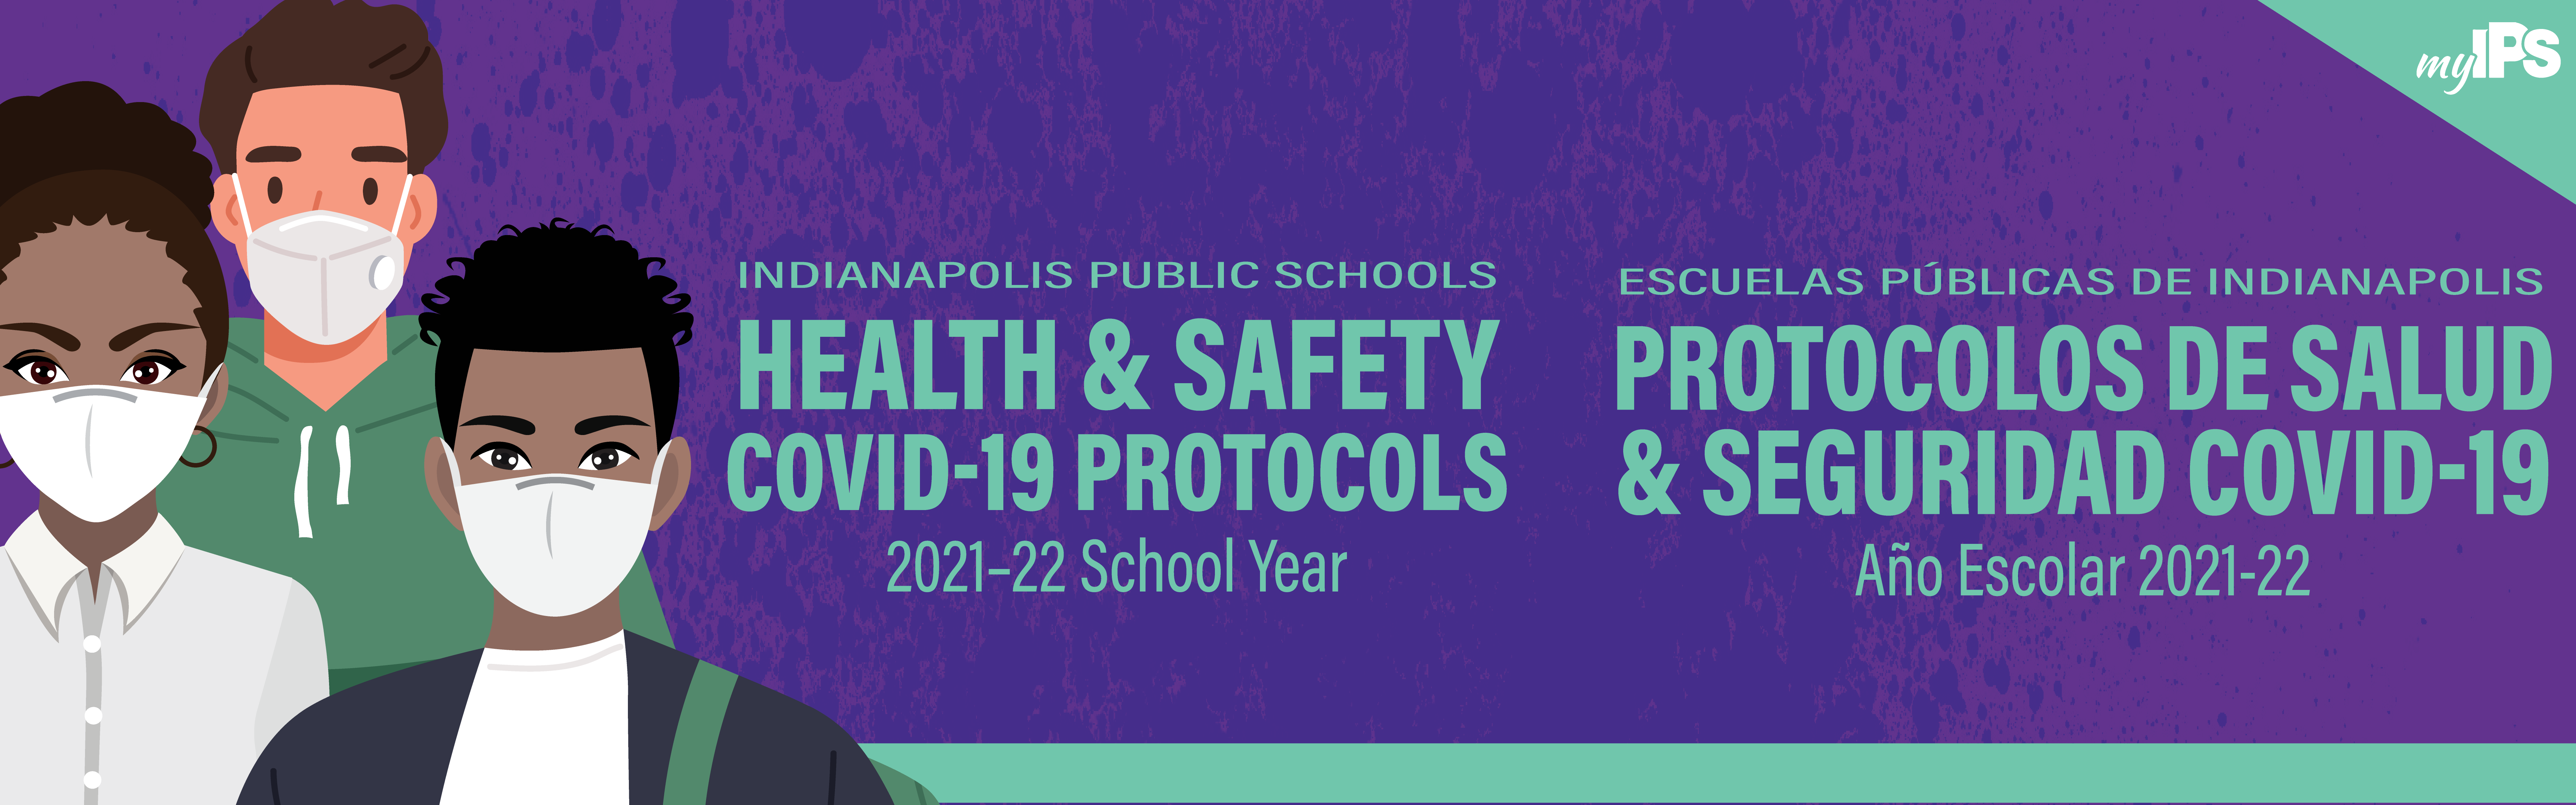 myIPS
INDIANAPOLIS PUBLIC SCHOOLS
HEALTH & SAFETY
COVID-19 PROTOCOLS
2021–22 School Year
ESCUELAS PÚBLICAS DE INDIANAPOLIS
PROTOCOLOS DE SALUD
& SEGURIDAD COVID-19
Año Escolar 2021-22